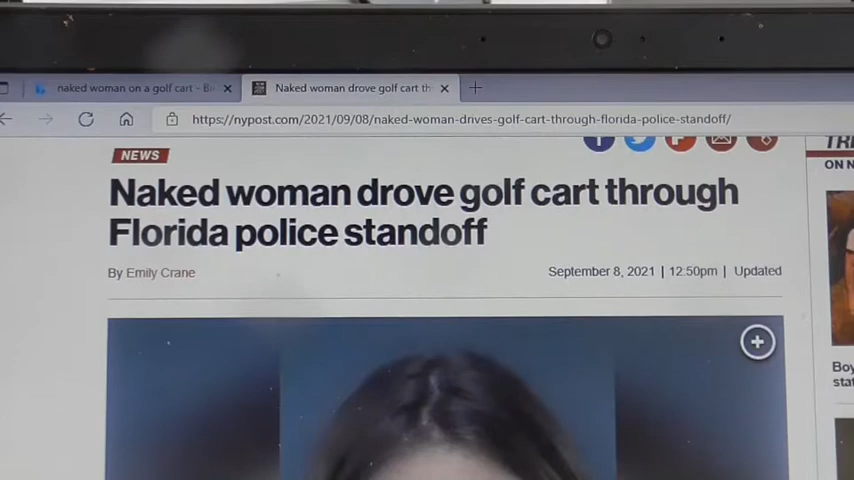 naked woman on a golf cart - B
Naked woman drove golf cart th
https://nypost.com/2021/09/08/naked-woman-drives-golf-cart-through-florida-police-standoff/
NEWS
TRE
ON N
Naked woman drove golf cart through
Florida police standoff
By Emily Crane
September 8, 2021 | 12:50pm | Updated
Boy
stat